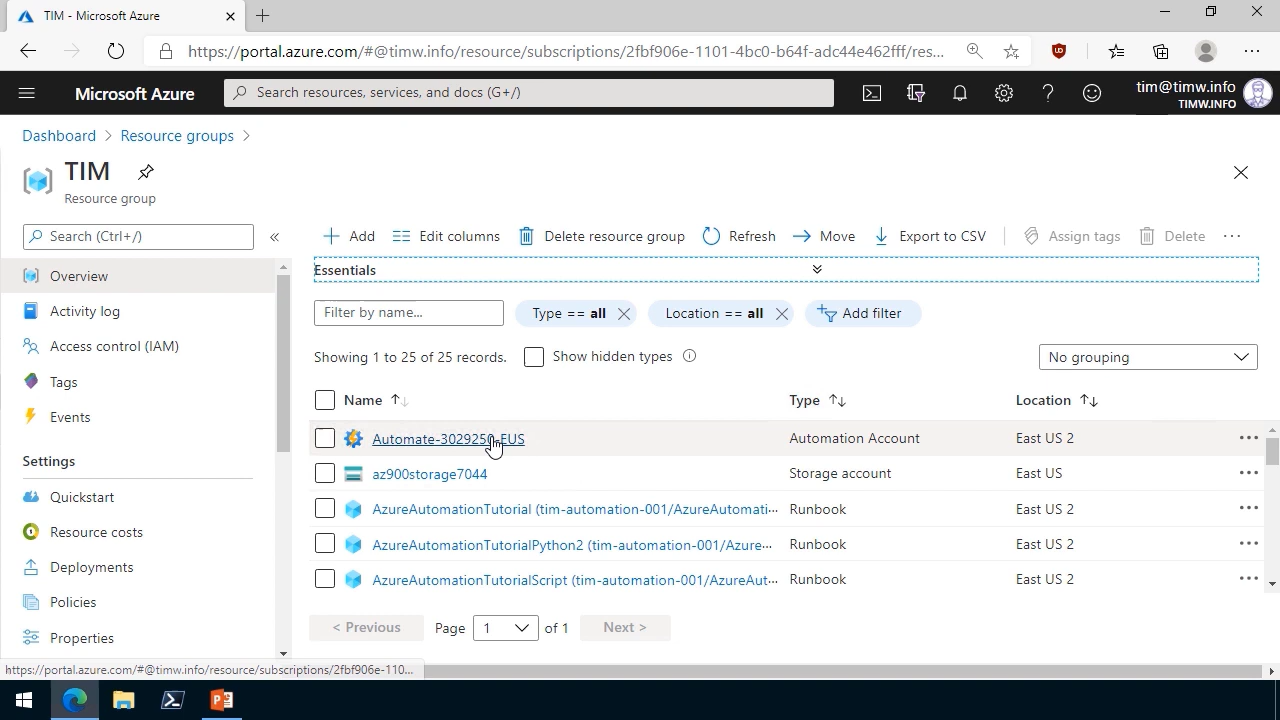 TIM - Microsoft Azure
https://portal.azure.com/#@timw.info/resource/subscriptions/2fbf906e-1101-4bc0-b64f-adc44e462fff/res...
Microsoft Azure
Search resources, services, and docs (G+/)
tim@timw.info
TIMW.INFO
Dashboard > Resource groups >
TIM
Resource group
Search (Ctrl+/)
Add
Edit columns
Delete resource group
Refresh
Move
Export to CSV
Assign tags
Delete
Overview
Activity log
Access control (IAM)
Tags
Events
Settings
Quickstart
Resource costs
Deployments
Policies
Properties
Essentials
Filter by name...
Type == all
Location == all
Add filter
Showing 1 to 25 of 25 records.
Show hidden types
No grouping
Name Type Location
Automate-3029250-EUS Automation Account East US 2
az900storage7044 Storage account East US
AzureAutomationTutorial (tim-automation-001/AzureAutomati... Runbook East US 2
AzureAutomationTutorialPython2 (tim-automation-001/Azure... Runbook East US 2
AzureAutomationTutorialScript (tim-automation-001/AzureAut... Runbook East US 2
< Previous Page 1 of 1 Next >
https://portal.azure.com/#@timw.info/resource/subscriptions/2fbf906e-110...